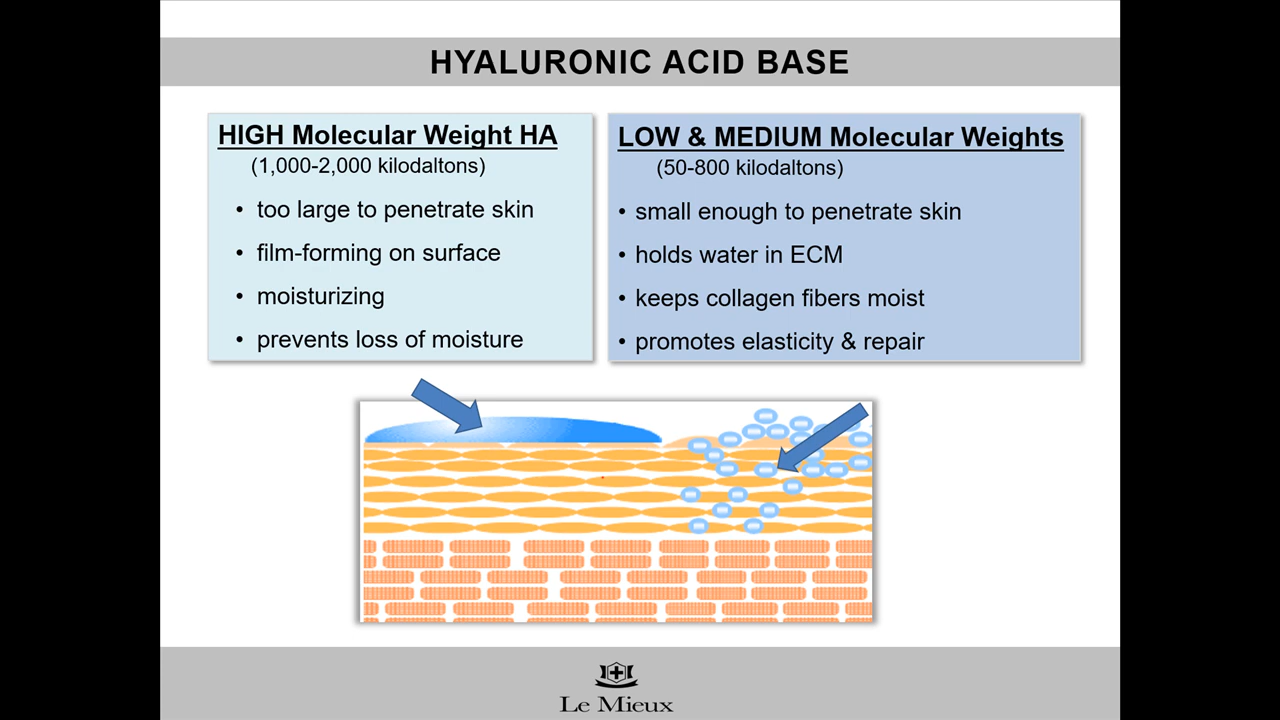 HYALURONIC ACID BASE
HIGH Molecular Weight HA
(1,000-2,000 kilodaltons)
• too large to penetrate skin
• film-forming on surface
• moisturizing
• prevents loss of moisture
LOW & MEDIUM Molecular Weights
(50-800 kilodaltons)
• small enough to penetrate skin
• holds water in ECM
• keeps collagen fibers moist
• promotes elasticity & repair
Le Mieux